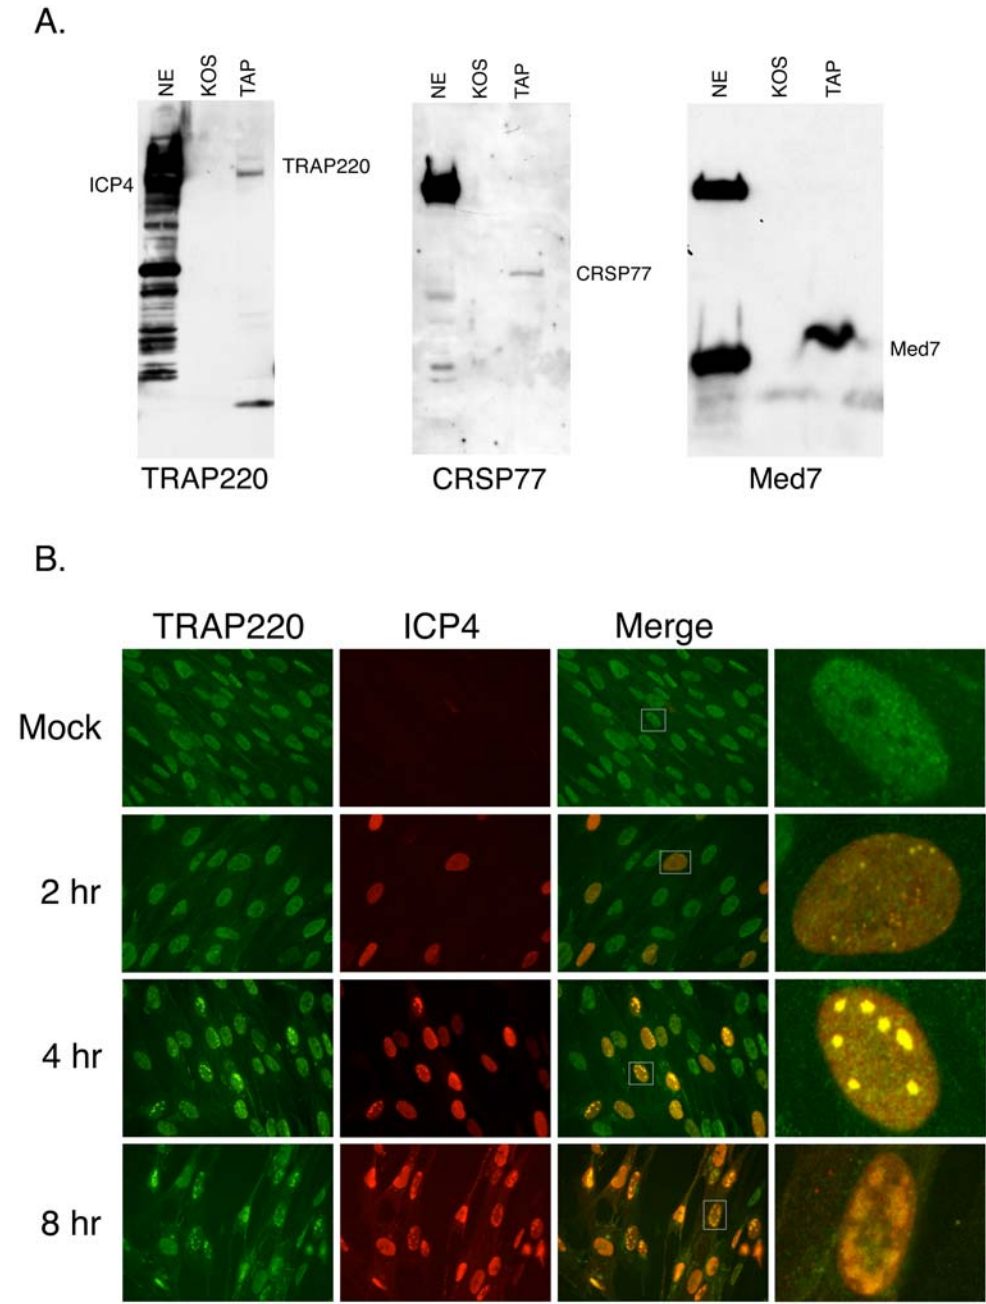 A.
NE KOS TAP
NE KOS TAP
NE KOS TAP
ICP4
TRAP220
CRSP77
Med7
TRAP220 CRSP77 Med7
B.
TRAP220 ICP4 Merge
Mock
2 hr
4 hr
8 hr